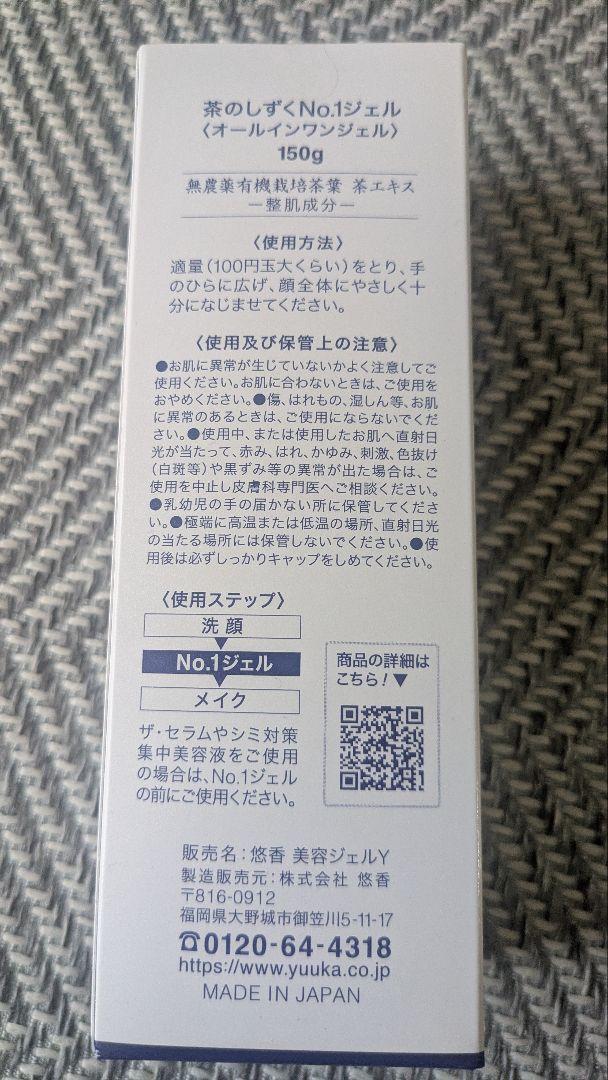 茶のしずくNo.1ジェル
〈オールインワンジェル〉
150g
無農薬有機栽培茶葉 茶エキス
ー整肌成分ー
〈使用方法〉
適量(100円玉大くらい)をとり、手
のひらに広げ、顔全体にやさしく十
分になじませてください。
〈使用及び保管上の注意〉
●お肌に異常が生じていないかよく注意してご
使用ください。お肌に合わないときは、ご使用を
おやめください。●傷、はれもの、湿しん等、お肌
に異常のあるときは、ご使用にならないでくだ
さい。●使用中、または使用したお肌へ直射日
光が当たって、赤み、はれ、かゆみ、刺激、色抜け
(白斑等)や黒ずみ等の異常が出た場合は、ご
使用を中止し皮膚科専門医へご相談ください。
●乳幼児の手の届かない所に保管してくださ
い。●極端に高温または低温の場所、直射日光
の当たる場所には保管しないでください。●使
用後は必ずしっかりキャップをしめてください。
〈使用ステップ〉
洗顔
No.1ジェル
メイク
ザ・セラムやシミ対策
集中美容液をご使用
の場合は、No.1ジェル
の前にご使用ください。
商品の詳細は
こちら!▼
販売名:悠香 美容ジェルY
製造販売元:株式会社 悠香
〒816-0912
福岡県大野城市御笠川5-11-17
☎0120-64-4318
https://www.yuuka.co.jp
MADE IN JAPAN